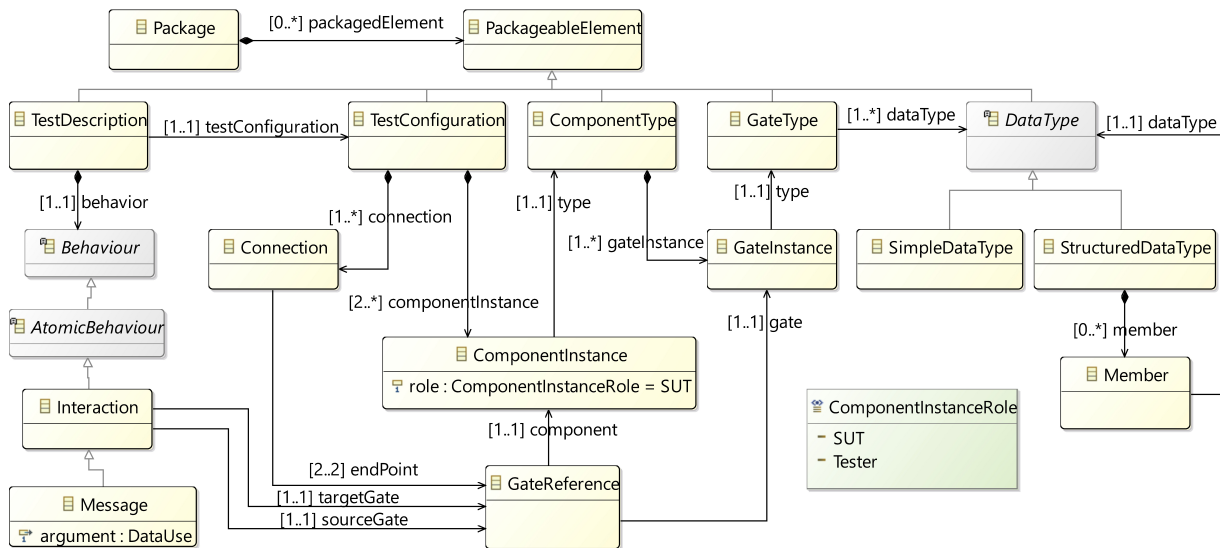 [0..*] packagedElement
Package
PackageableElement
TestDescription
[1..1] testConfiguration
TestConfiguration
ComponentType
GateType
[1..*] dataType
DataType
[1..1] dataType
[1..1] behavior
[1..*] connection
[1..1] type
[1..1] type
Behaviour
Connection
[1..*] gateInstance
GateInstance
SimpleDataType
StructuredDataType
[2..*] componentInstance
AtomicBehaviour
[1..1] gate
[0..*] member
ComponentInstance
role : ComponentInstanceRole = SUT
Member
Interaction
ComponentInstanceRole
SUT
Tester
[1..1] component
[2..2] endPoint
GateReference
[1..1] targetGate
Message
[1..1] sourceGate
argument : DataUse